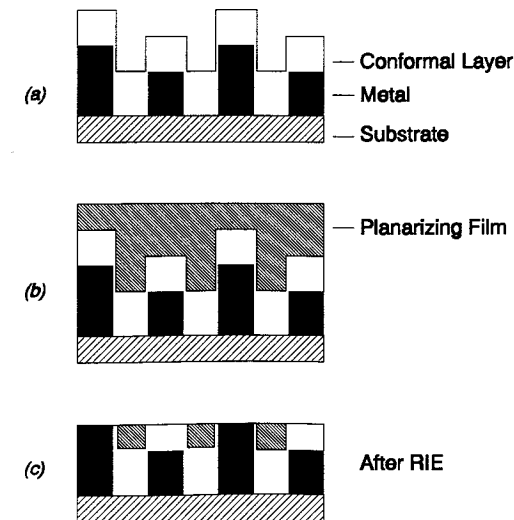 (a)
Conformal Layer
Metal
Substrate
(b)
Planarizing Film
(c)
After RIE